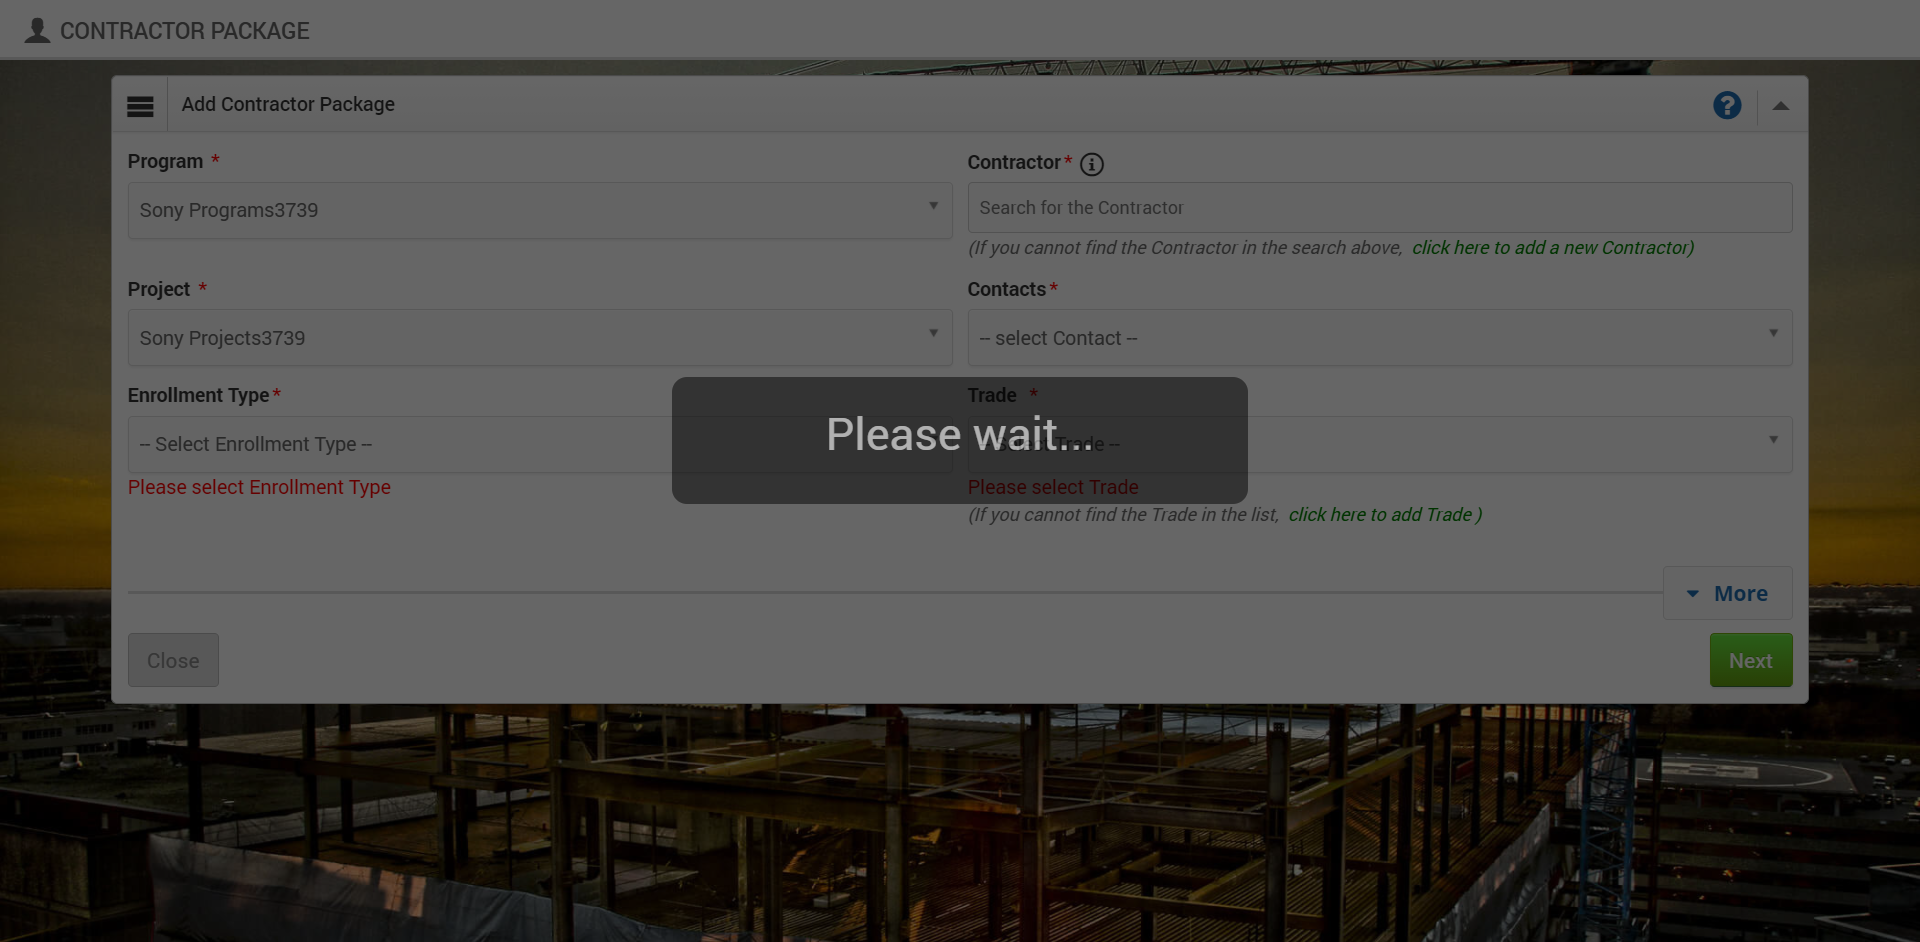 CONTRACTOR PACKAGE
Add Contractor Package
?
Program *
Sony Programs3739
Contractor * i
Search for the Contractor
(If you cannot find the Contractor in the search above, click here to add a new Contractor)
Project *
Sony Projects3739
Contacts *
-- select Contact --
Enrollment Type *
-- Select Enrollment Type --
Please select Enrollment Type
Trade *
-- Select Trade --
Please select Trade
(If you cannot find the Trade in the list, click here to add Trade )
Please wait...
More
Close
Next